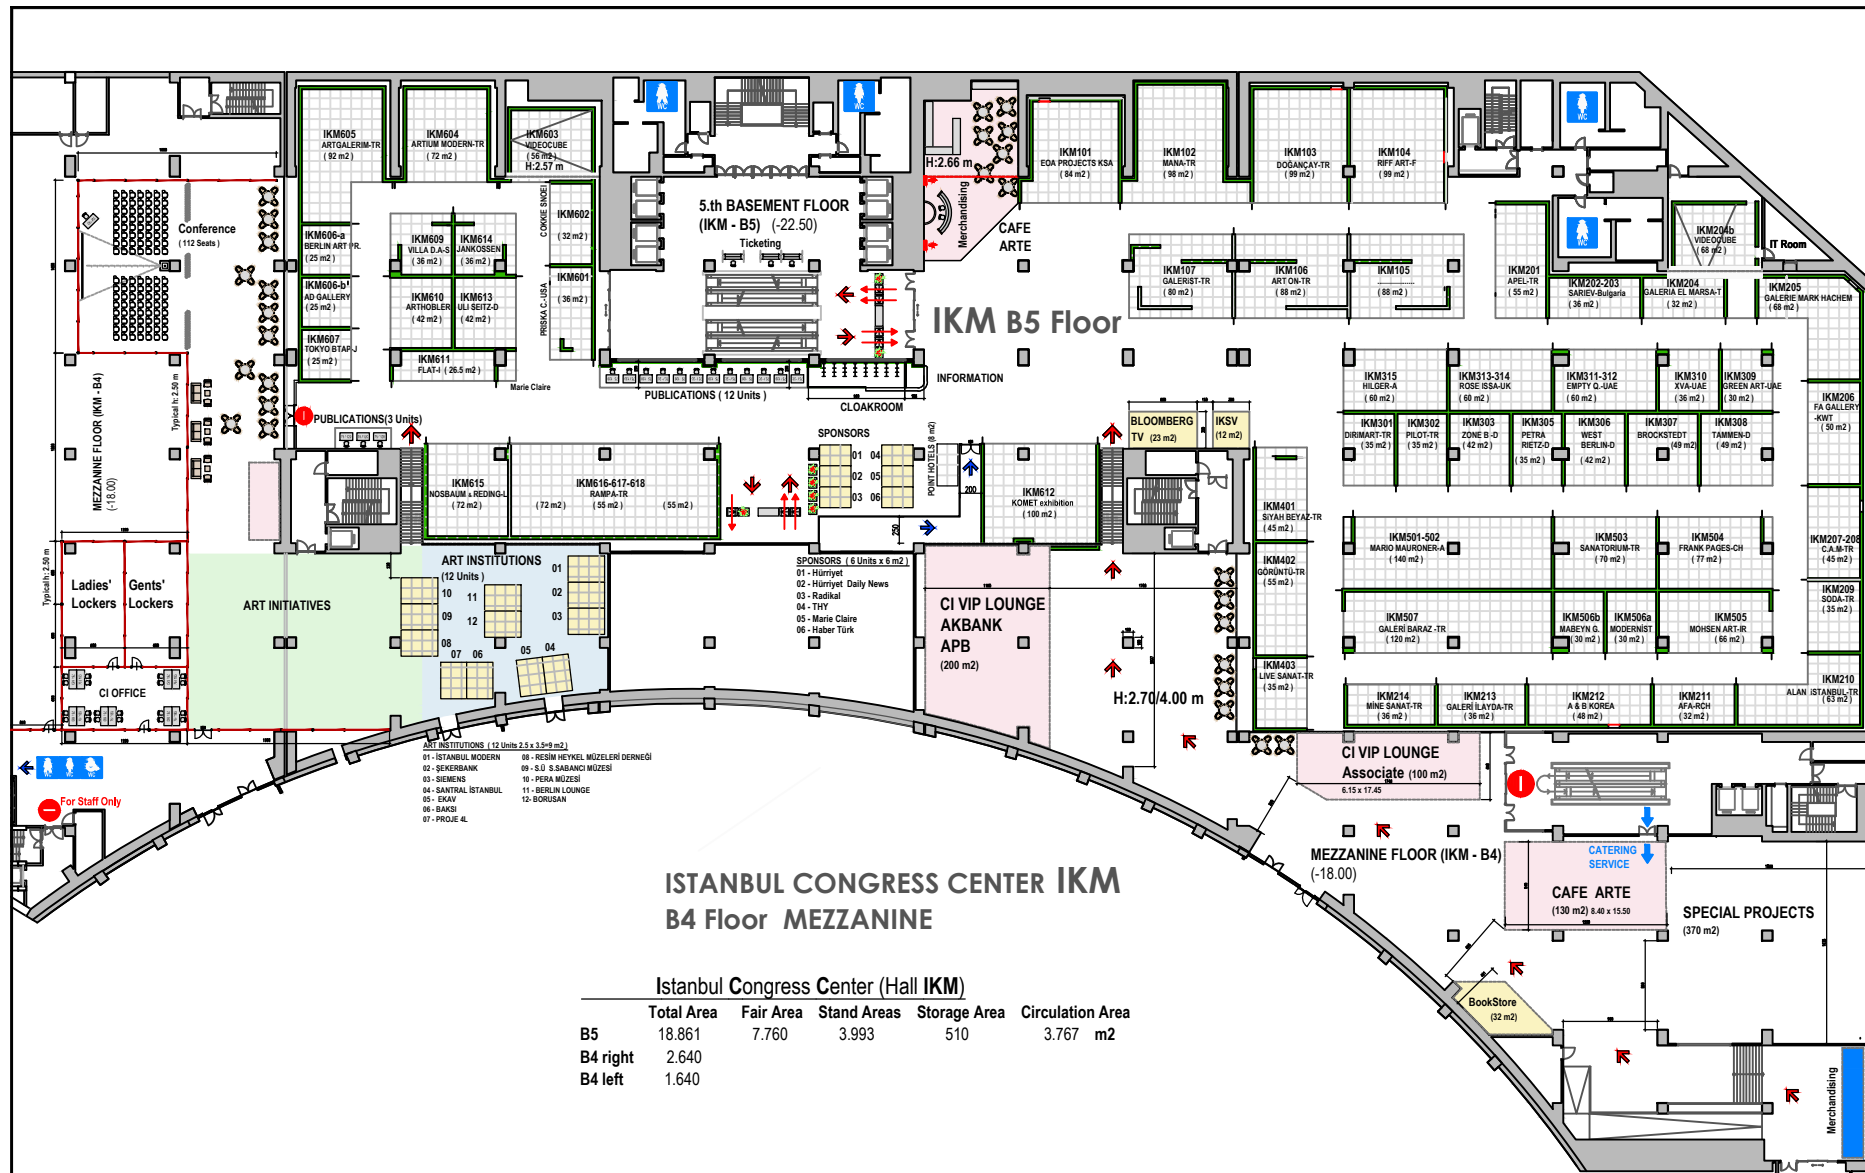 IKM605
ARTGALERIM-TR
( 92 m2 )
IKM604
ARTIUM MODERN-TR
( 72 m2 )
IKM603
VIDEOCUBE
( 56 m2 )
H:2.57 m
WC
WC
H:2.66 m
Merchandising
CAFE
ARTE
IKM101
EOA PROJECTS KSA
( 84 m2 )
IKM102
MANA-TR
( 98 m2 )
IKM103
DOĞANÇAY-TR
( 99 m2 )
IKM104
RIFF ART-F
( 99 m2 )
WC
WC
Conference
( 112 Seats )
5.th BASEMENT FLOOR
(IKM - B5) (-22.50)
Ticketing
COKKIE SNOEI
IKM602
( 32 m2 )
PRISKA C.-USA
IKM601
( 36 m2 )
IKM606-a
BERLIN ART PR.
( 25 m2 )
IKM606-b
AD GALLERY
( 25 m2 )
IKM607
TOKYO BTAP-J
( 25 m2 )
IKM609
VILLA D.A-S
( 36 m2 )
IKM614
JANKOSSEN
( 36 m2 )
IKM610
ARTHOBLER
( 42 m2 )
IKM613
ULI SEITZ-D
( 42 m2 )
IKM611
FLAT-I ( 26.5 m2 )
Marie Claire
IKM B5 Floor
IKM107
GALERIST-TR
( 80 m2 )
IKM106
ART ON-TR
( 88 m2 )
IKM105
( 88 m2 )
IKM201
APEL-TR
( 55 m2 )
IKM202-203
SARIEV-Bulgaria
( 36 m2 )
IKM204b
VIDEOCUBE
( 68 m2 )
IT Room
IKM204
GALERIA EL MARSA-T
( 32 m2 )
IKM205
GALERIE MARK HACHEM
( 68 m2 )
MEZZANINE FLOOR (IKM - B4)
(-18.00)
Typical h: 2.50 m
PUBLICATIONS(3 Units)
PUBLICATIONS ( 12 Units )
INFORMATION
CLOAKROOM
IKM315
HILGER-A
( 60 m2 )
IKM313-314
ROSE ISSA-UK
( 60 m2 )
IKM311-312
EMPTY Q.-UAE
( 60 m2 )
IKM310
XVA-UAE
( 36 m2 )
IKM309
GREEN ART-UAE
( 30 m2 )
IKM206
FA GALLERY
-KWT
( 50 m2 )
IKM301
DIRIMART-TR
( 35 m2 )
IKM302
PILOT-TR
( 35 m2 )
IKM303
ZONE B -D
( 42 m2 )
IKM305
PETRA
RIETZ-D
( 35 m2 )
IKM306
WEST
BERLIN-D
( 42 m2 )
IKM307
BROCKSTEDT
(49 m2 )
IKM308
TAMMEN-D
( 49 m2 )
BLOOMBERG
TV (23 m2)
IKSV
(12 m2)
SPONSORS
01 04
02 05
03 06
POINT HOTELS (8 m2)
200
250
IKM615
NOSBAUM & REDING-L
( 72 m2 )
IKM616-617-618
RAMPA-TR
( 72 m2 ) ( 55 m2 ) ( 55 m2 )
IKM612
KOMET exhibition
( 100 m2 )
IKM401
SIYAH BEYAZ-TR
( 45 m2 )
IKM402
GÖRÜNTÜ-TR
( 55 m2 )
IKM403
LIVE SANAT-TR
( 35 m2 )
IKM501-502
MARIO MAURONER-A
( 140 m2 )
IKM503
SANATORIUM-TR
( 70 m2 )
IKM504
FRANK PAGES-CH
( 77 m2 )
IKM207-208
C.A.M-TR
( 45 m2 )
IKM209
SODA-TR
( 35 m2 )
IKM507
GALERİ BARAZ -TR
( 120 m2 )
IKM506b
MABEYN G.
( 30 m2 )
IKM506a
MODERNIST
( 30 m2 )
IKM505
MOHSEN ART-IR
( 66 m2 )
IKM210
ALAN İSTANBUL-TR
( 63 m2 )
IKM214
MİNE SANAT-TR
( 36 m2 )
IKM213
GALERİ İLAYDA-TR
( 36 m2 )
IKM212
A & B KOREA
( 48 m2 )
IKM211
AFA-RCH
( 32 m2 )
Typical h: 2.50 m
Ladies'
Lockers
Gents'
Lockers
CI OFFICE
ART INITIATIVES
ART INSTITUTIONS
(12 Units )
01
02
03
04
05
06
07
08
09
10
11
12
SPONSORS ( 6 Units x 6 m2 )
01 - Hürriyet
02 - Hürriyet Daily News
03 - Radikal
04 - THY
05 - Marie Claire
06 - Haber Türk
CI VIP LOUNGE
AKBANK
APB
(200 m2)
H:2.70/4.00 m
WC WC WC
For Staff Only
ART INSTITUTIONS ( 12 Units 2.5 x 3.5=9 m2 )
01 - İSTANBUL MODERN
02 - ŞEKERBANK
03 - SIEMENS
04 - SANTRAL İSTANBUL
05 - EKAV
06 - BAKSI
07 - PROJE 4L
08 - RESİM HEYKEL MÜZELERİ DERNEĞİ
09 - S.Ü S.SABANCI MÜZESİ
10 - PERA MÜZESİ
11 - BERLIN LOUNGE
12- BORUSAN
CI VIP LOUNGE
Associate (100 m2)
6.15 x 17.45
MEZZANINE FLOOR (IKM - B4)
(-18.00)
CATERING
SERVICE
CAFE ARTE
(130 m2) 8.40 x 15.50
SPECIAL PROJECTS
(370 m2)
BookStore
(32 m2)
Merchandising
ISTANBUL CONGRESS CENTER IKM
B4 Floor MEZZANINE
Istanbul Congress Center (Hall IKM)
Total Area Fair Area Stand Areas Storage Area Circulation Area
B5 18.861 7.760 3.993 510 3.767 m2
B4 right 2.640
B4 left 1.640